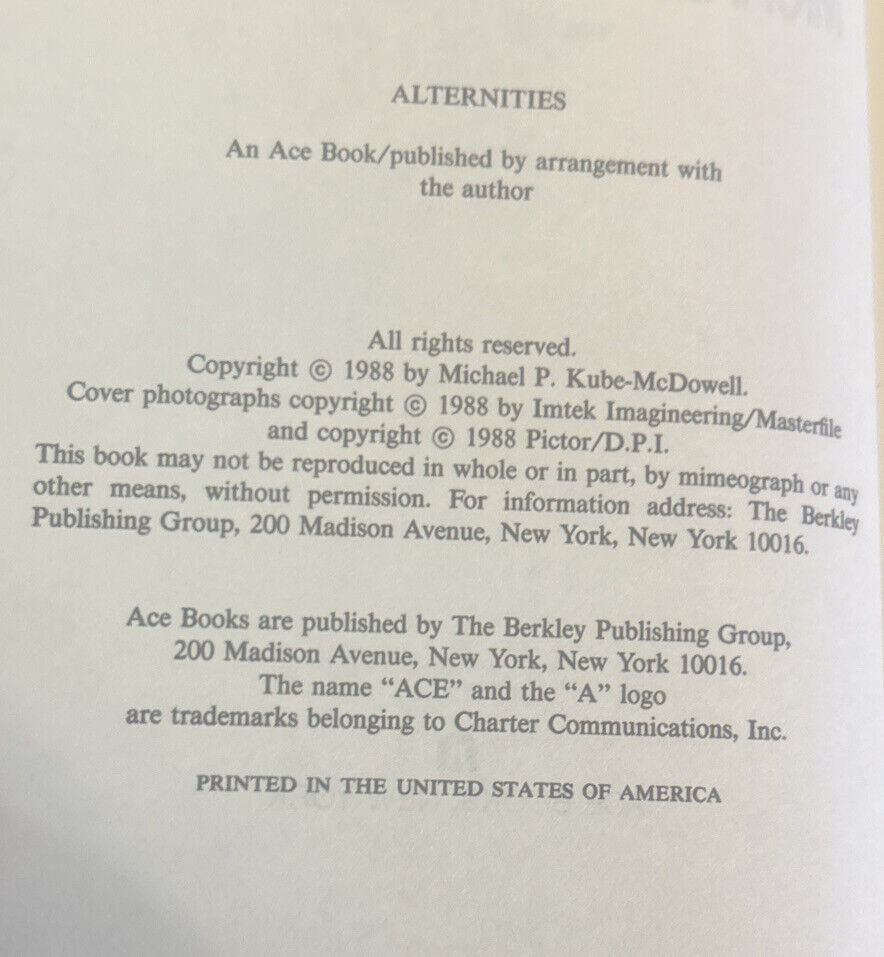 ALTERNITIES
An Ace Book/published by arrangement with
the author
All rights reserved.
Copyright © 1988 by Michael P. Kube-McDowell.
Cover photographs copyright © 1988 by Imtek Imagineering/Masterfile
and copyright © 1988 Pictor/D.P.I.
This book may not be reproduced in whole or in part, by mimeograph or any
other means, without permission. For information address: The Berkley
Publishing Group, 200 Madison Avenue, New York, New York 10016.
Ace Books are published by The Berkley Publishing Group,
200 Madison Avenue, New York, New York 10016.
The name “ACE” and the “A” logo
are trademarks belonging to Charter Communications, Inc.
PRINTED IN THE UNITED STATES OF AMERICA